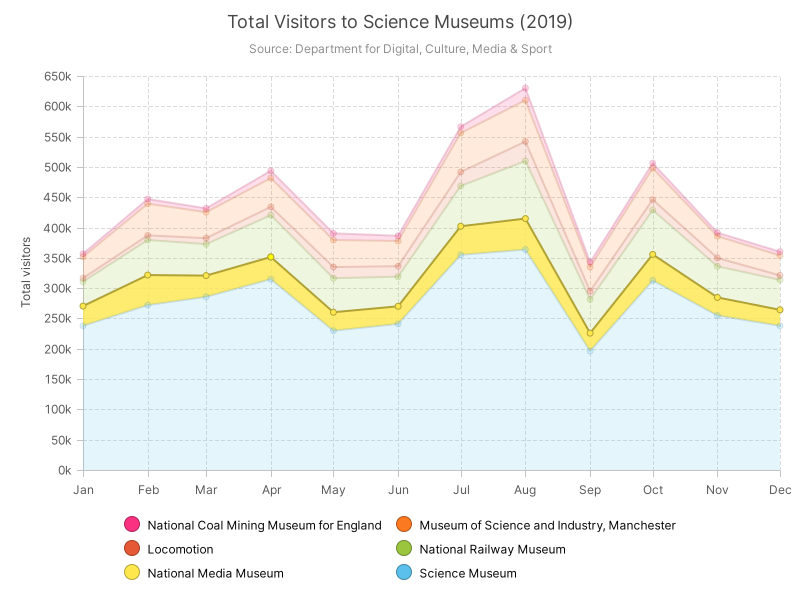 Total Visitors to Science Museums (2019)
Source: Department for Digital, Culture, Media & Sport
Total visitors
650k
600k
550k
500k
450k
400k
350k
300k
250k
200k
150k
100k
50k
0k
Jan Feb Mar Apr May Jun Jul Aug Sep Oct Nov Dec
National Coal Mining Museum for England Museum of Science and Industry, Manchester
Locomotion National Railway Museum
National Media Museum Science Museum